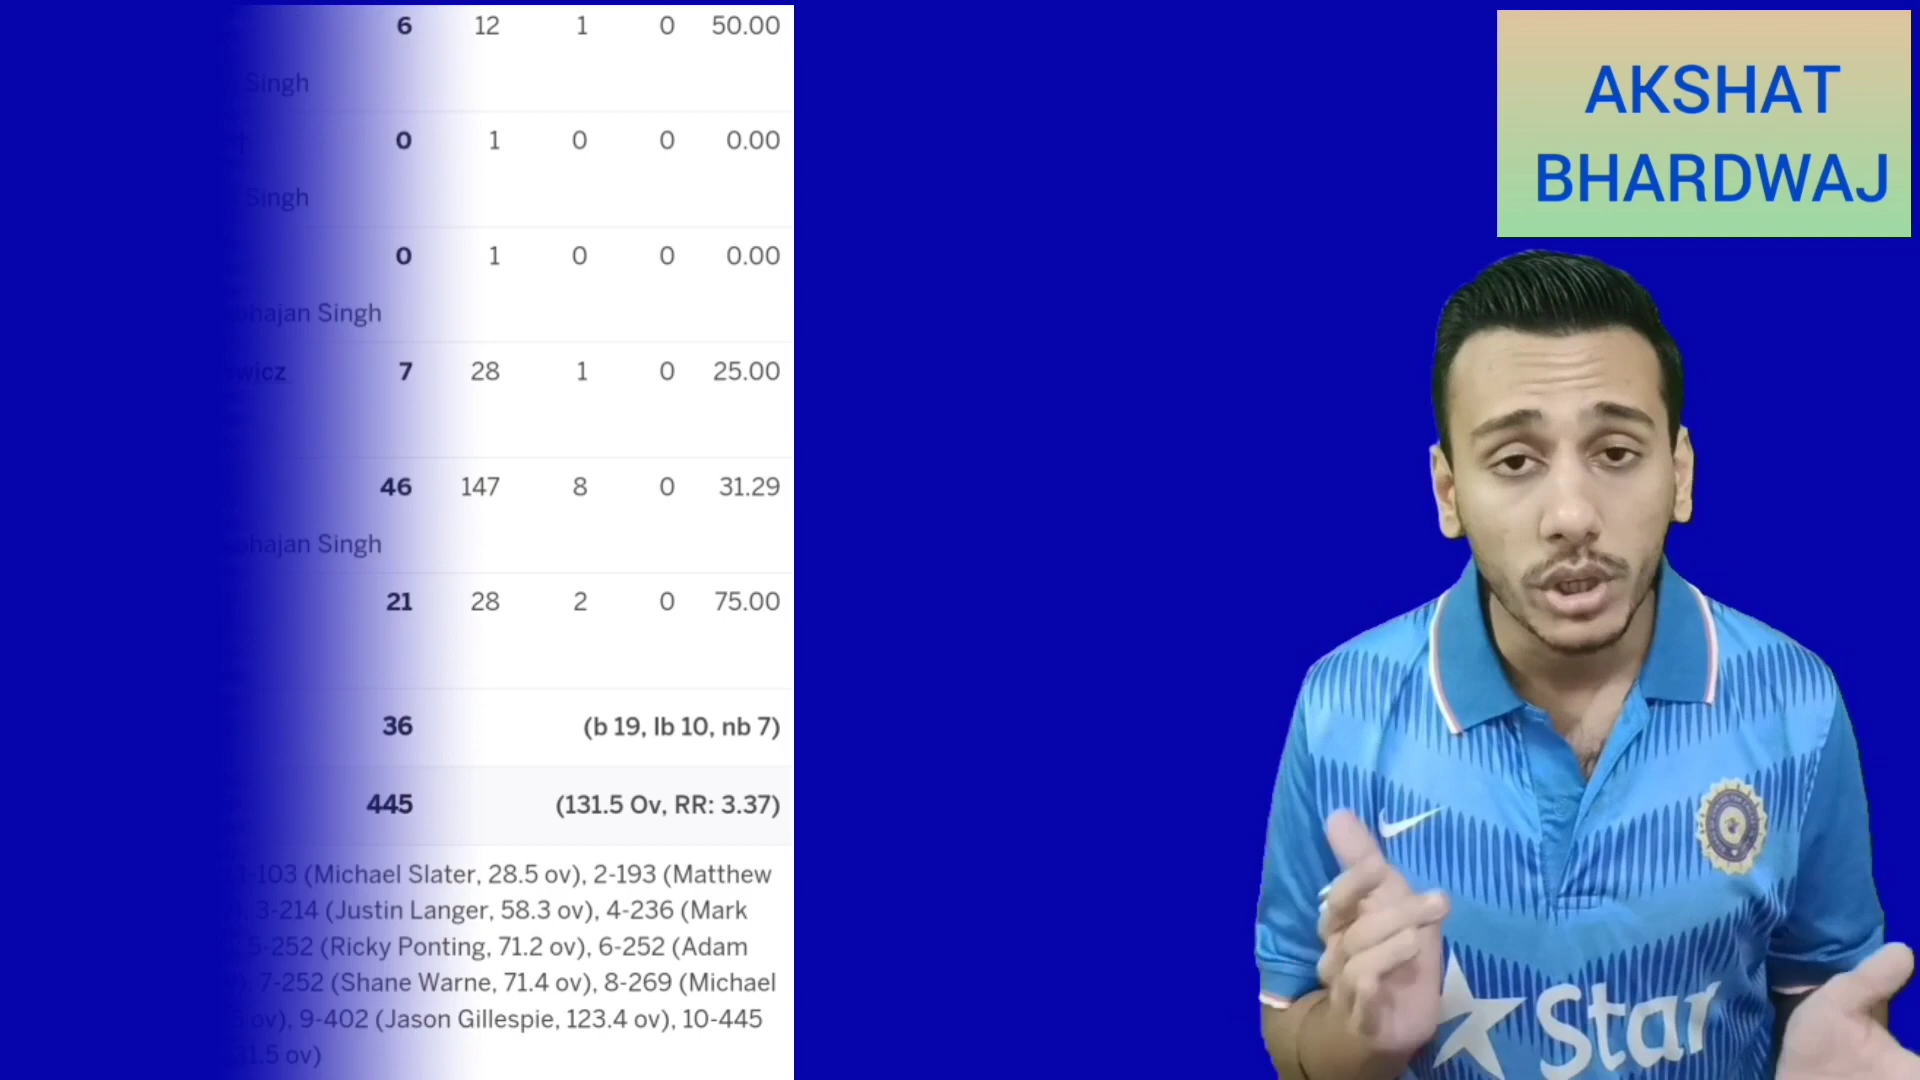 6 12 1 0 50.00
Singh
0 1 0 0 0.00
Singh
0 1 0 0 0.00
bhajan Singh
wicz 7 28 1 0 25.00
46 147 8 0 31.29
bhajan Singh
21 28 2 0 75.00
36 (b 19, lb 10, nb 7)
445 (131.5 Ov, RR: 3.37)
1-103 (Michael Slater, 28.5 ov), 2-193 (Matthew
3-214 (Justin Langer, 58.3 ov), 4-236 (Mark
5-252 (Ricky Ponting, 71.2 ov), 6-252 (Adam
7-252 (Shane Warne, 71.4 ov), 8-269 (Michael
ov), 9-402 (Jason Gillespie, 123.4 ov), 10-445
31.5 ov)
AKSHAT
BHARDWAJ
Star